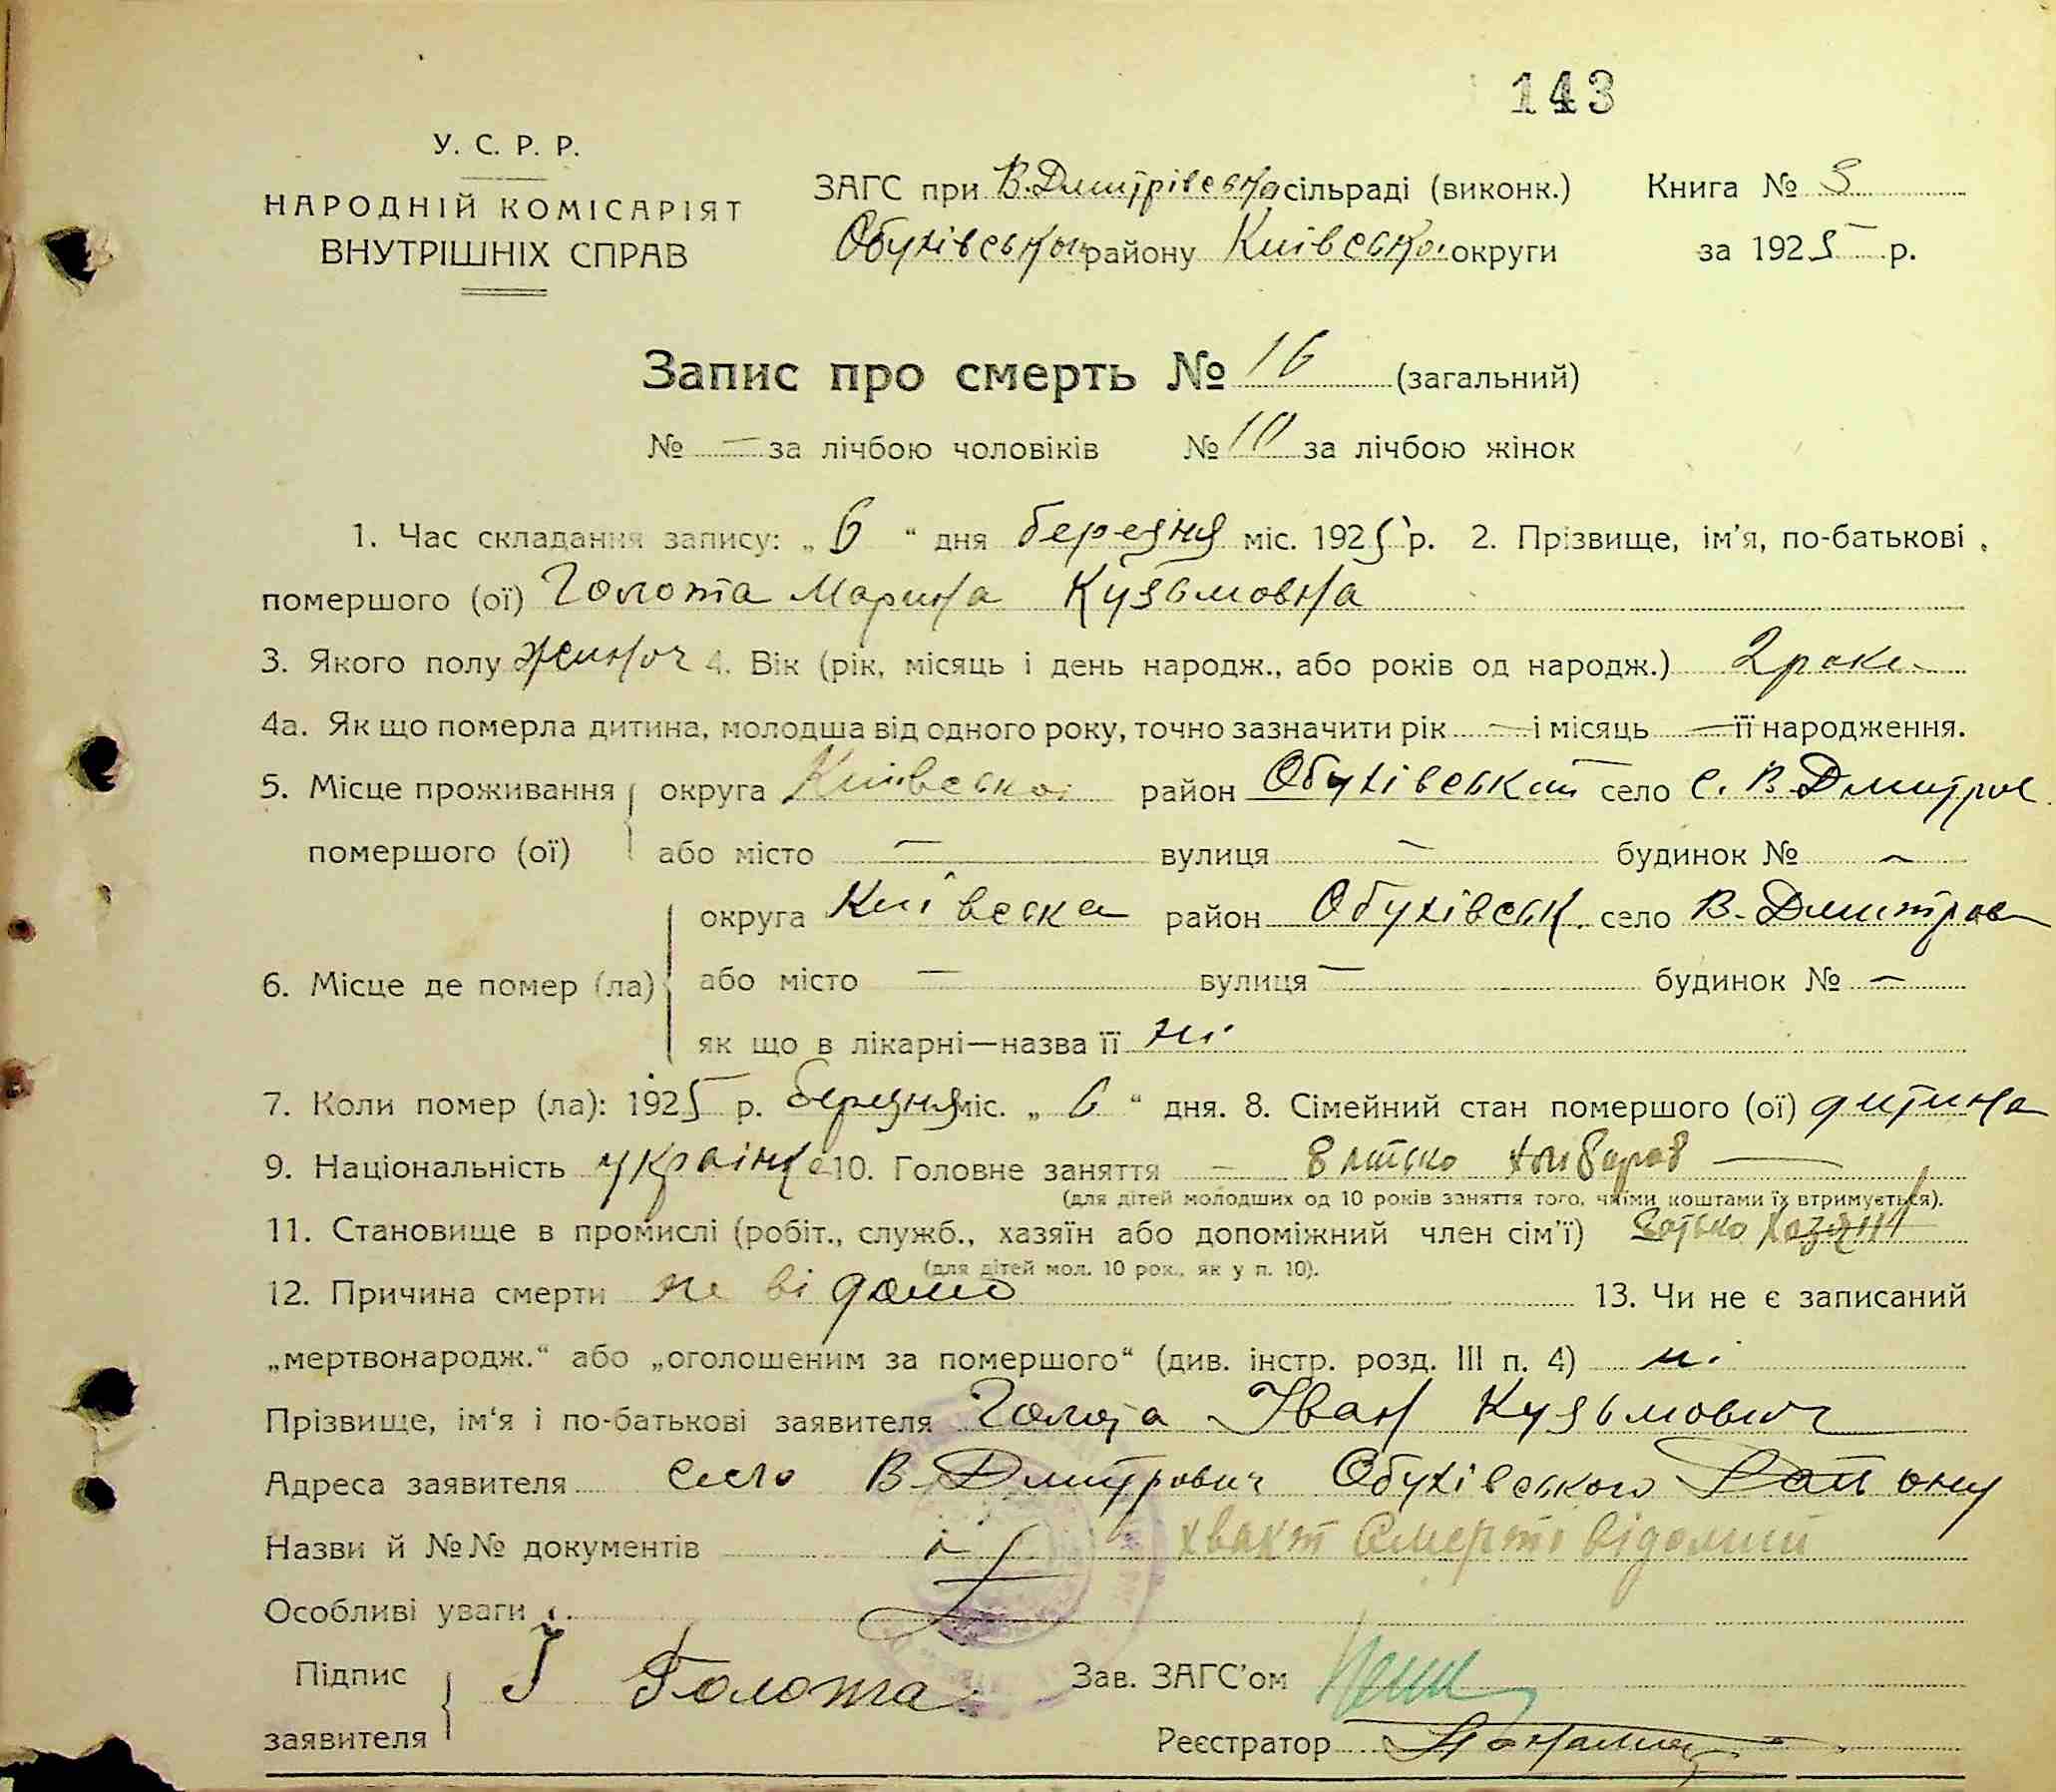 143
У. С. Р. Р.
НАРОДНІЙ КОМІСАРІЯТ
ВНУТРІШНІХ СПРАВ
ЗАГС при В.Дмитрівська сільраді (виконк.) Книга № 3
Обухівського району Київської округи за 1925 р.
Запис про смерть № 16 (загальний)
№ — за лічбою чоловіків № 10 за лічбою жінок
1. Час складання запису: „ 6 “ дня березня міс. 1925 р. 2. Прізвище, ім'я, по-батькові
помершого (ої) Голота Марина Кузьмовна
3. Якого полу жиноч 4. Вік (рік, місяць і день народж., або років од народж.) 2 роки
4а. Як що померла дитина, молодша від одного року, точно зазначити рік — і місяць — її народження.
5. Місце проживання округа Київської район Обухівський село с. В Дмитров
помершого (ої) або місто — вулиця — будинок № —
округа Київська район Обухівськ. село В-Дмитров
6. Місце де помер (ла) або місто — вулиця — будинок № —
як що в лікарні—назва її ні
7. Коли помер (ла): 1925 р. березня міс. „ 6 “ дня. 8. Сімейний стан помершого (ої) дитина
9. Національність українка 10. Головне заняття —
(для дітей молодших од 10 років заняття того, чиїми коштами їх втримується).
11. Становище в промислі (робіт., служб., хазяїн або допоміжний член сім'ї) батько хазяин
(для дітей мол. 10 рок., як у п. 10).
12. Причина смерти не відомо 13. Чи не є записаний
„мертвонародж.“ або „оголошеним за помершого“ (див. інстр. розд. III п. 4) ні
Прізвище, ім'я і по-батькові заявителя Голота Іван Кузьмович
Адреса заявителя село В-Дмитрович Обухівського Району
Назви й №№ документів хвакт смерті відомий
Особливі уваги
Підпис І Голота Зав. ЗАГС'ом
заявителя Реєстратор